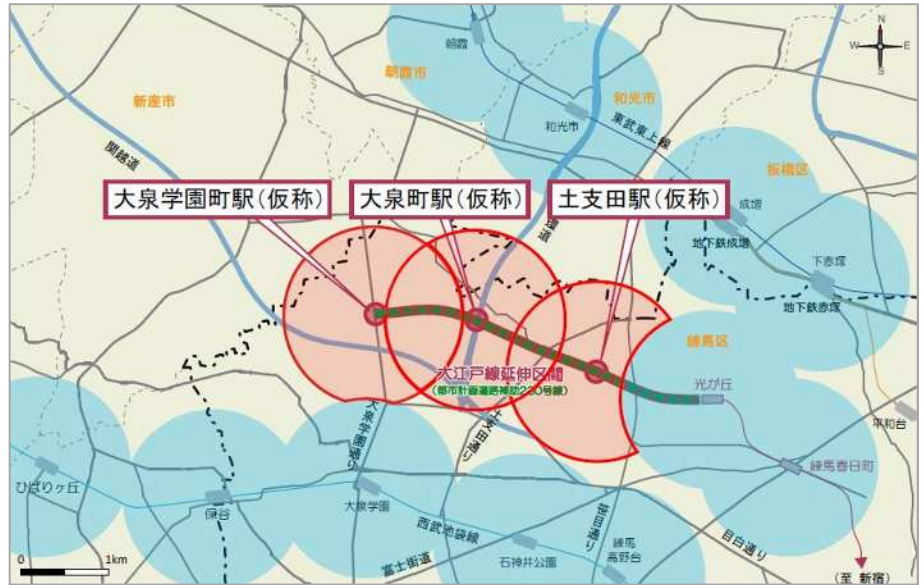 朝霞
N
W E
S
朝霞市
和光市
新座市
和光市
東武東上線
関越道
板橋区
大泉学園町駅(仮称)
大泉町駅(仮称)
土支田駅(仮称)
成増
地下鉄成増
環道
下赤塚
地下鉄赤塚
練馬区
大江戸線延伸区間
(都市計画道路補助230号線)
光が丘
平和台
大泉学園通り
土支田通り
練馬春日町
ひばりヶ丘
保谷
大泉学園
笹目通り
目白通り
西武池袋線
石神井公園
練馬
高野台
富士街道
0 1km
(至 新宿)